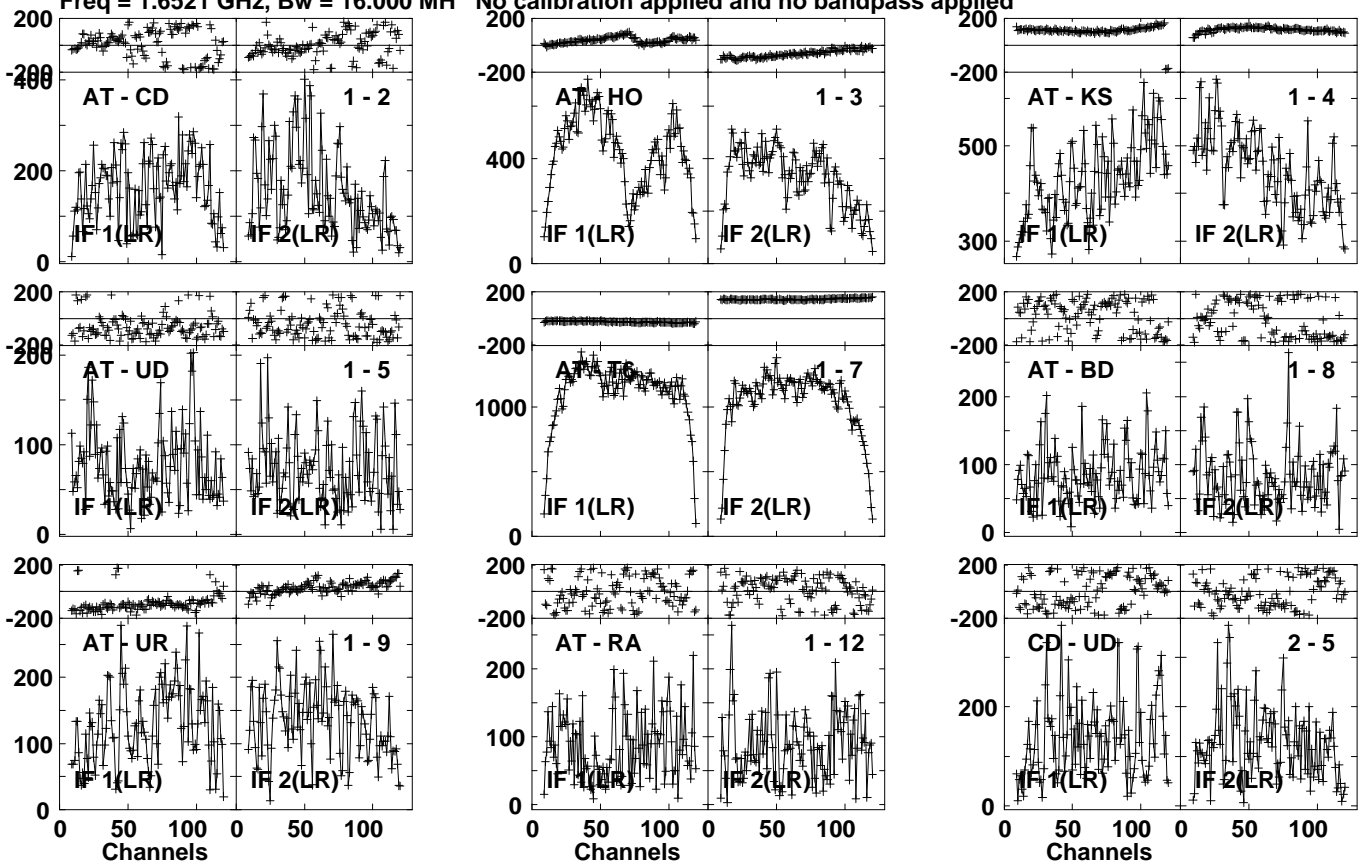 Freq = 1.6521 GHz, Bw = 16.000 MH No calibration applied and no bandpass applied
200
-200
400
200
0
AT - CD 1 - 2
IF 1(LR) IF 2(LR)
200
-200
400
0
AT - HO 1 - 3
IF 1(LR) IF 2(LR)
200
-200
500
300
AT - KS 1 - 4
IF 1(LR) IF 2(LR)
200
-200
200
100
0
AT - UD 1 - 5
IF 1(LR) IF 2(LR)
200
-200
1000
0
AT - T6 1 - 7
IF 1(LR) IF 2(LR)
200
-200
200
100
0
AT - BD 1 - 8
IF 1(LR) IF 2(LR)
200
-200
200
100
0
AT - UR 1 - 9
IF 1(LR) IF 2(LR)
200
-200
200
100
0
AT - RA 1 - 12
IF 1(LR) IF 2(LR)
200
-200
200
0
CD - UD 2 - 5
IF 1(LR) IF 2(LR)
0 50 100 0 50 100
Channels
0 50 100 0 50 100
Channels
0 50 100 0 50 100
Channels